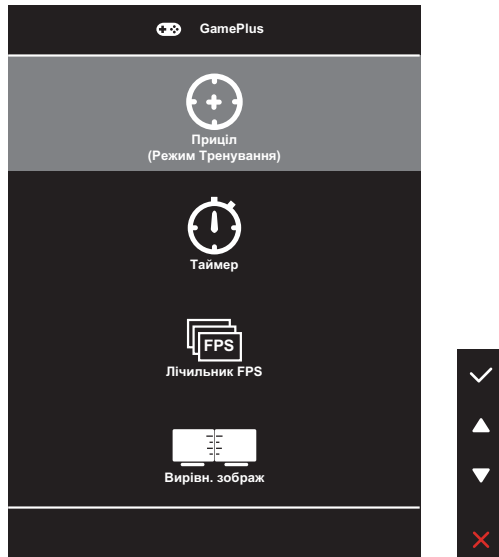 GamePlus
Приціл
(Режим Тренування)
Таймер
FPS
Лічильник FPS
Вирівн. зображ